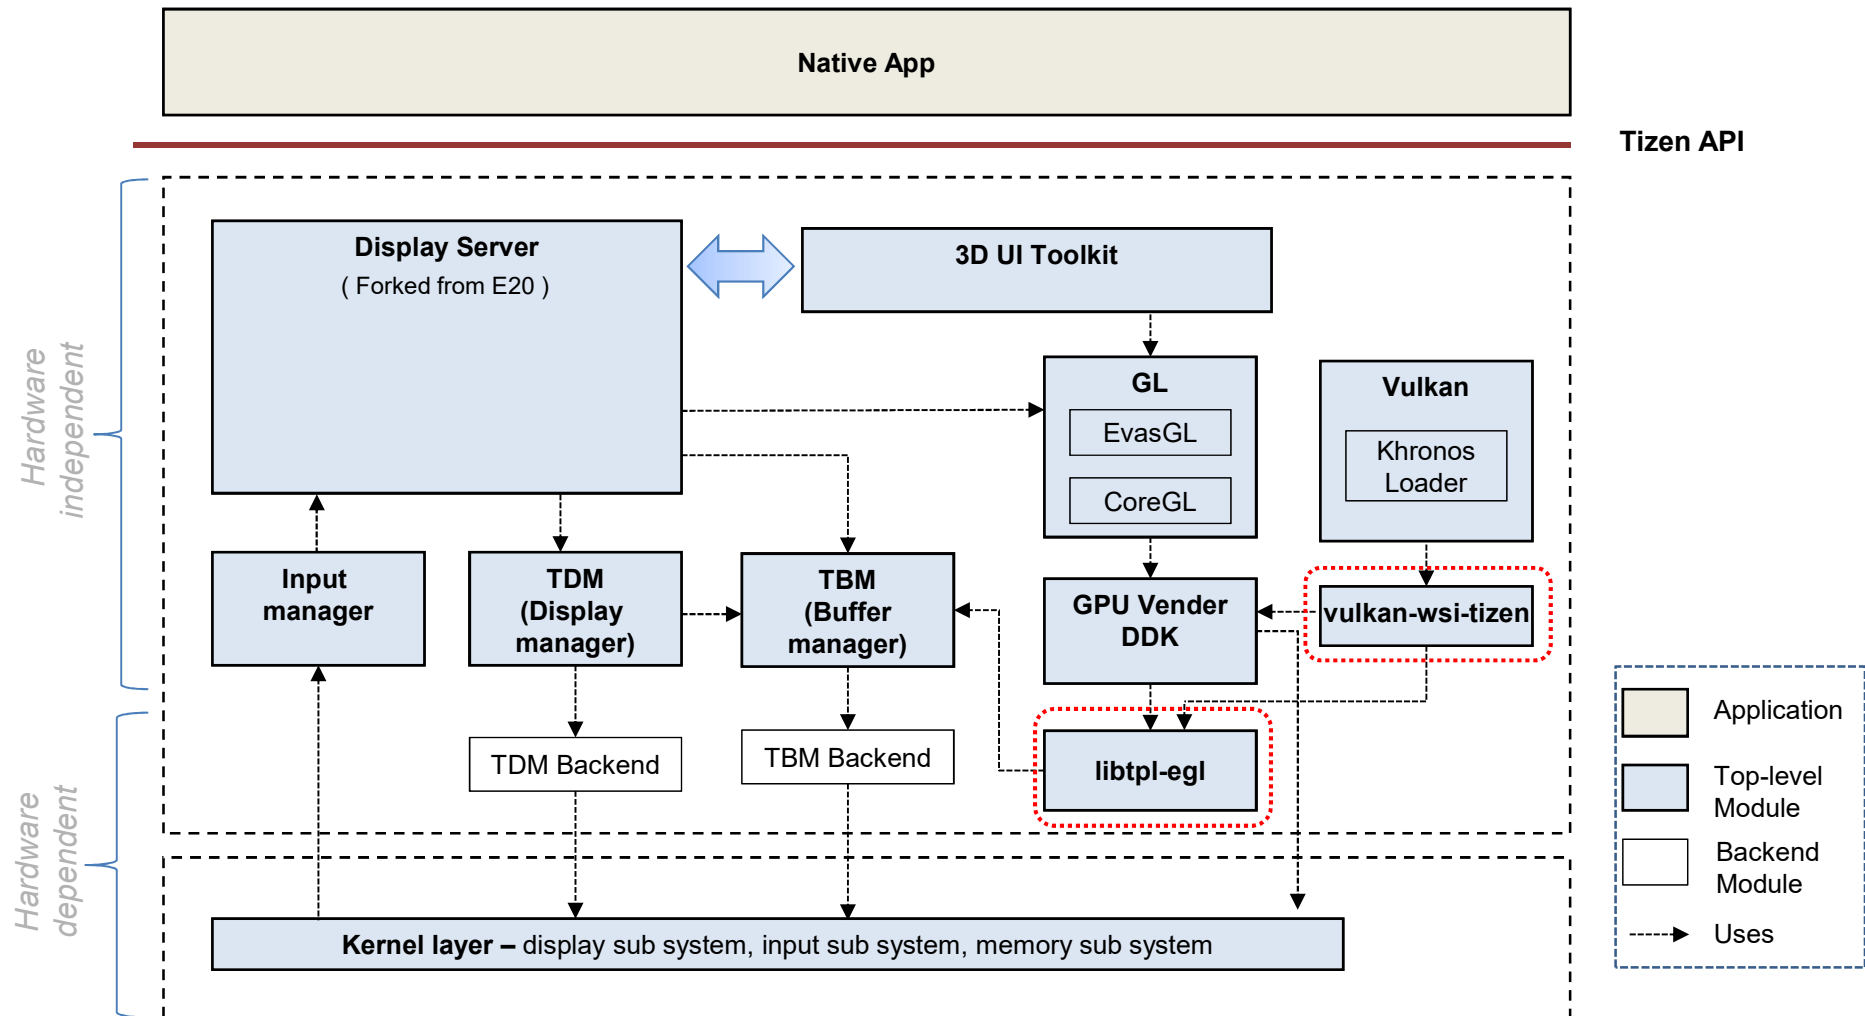 Native App
Tizen API
Hardware
independent
Display Server
( Forked from E20 )
3D UI Toolkit
GL
EvasGL
CoreGL
Vulkan
Khronos
Loader
Input
manager
TDM
(Display
manager)
TBM
(Buffer
manager)
GPU Vender
DDK
vulkan-wsi-tizen
Hardware
dependent
TDM Backend
TBM Backend
libtpl-egl
Kernel layer – display sub system, input sub system, memory sub system
Application
Top-level
Module
Backend
Module
Uses